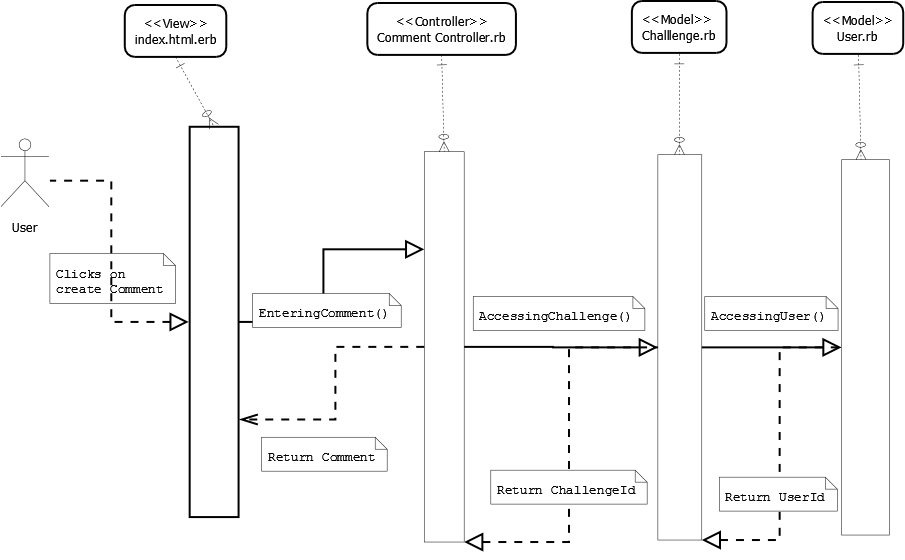 <<View>>
index.html.erb
<<Controller>>
Comment Controller.rb
<<Model>>
Challlenge.rb
<<Model>>
User.rb
User
Clicks on
create Comment
EnteringComment()
AccessingChallenge()
AccessingUser()
Return Comment
Return ChallengeId
Return UserId